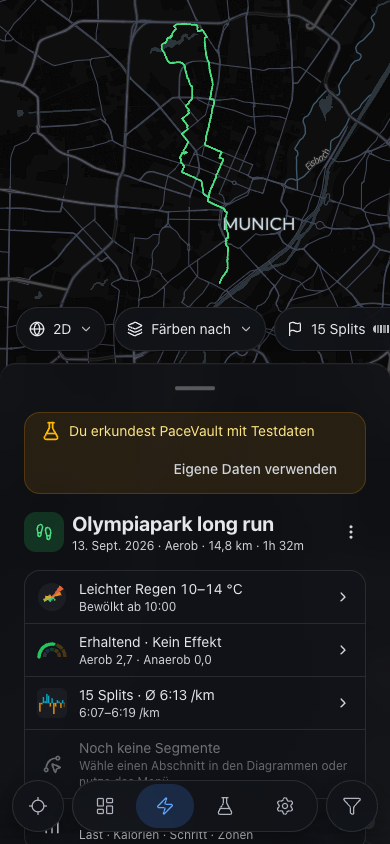 Eisbach
MUNICH
2D
Färben nach
15 Splits
Du erkundest PaceVault mit Testdaten
Eigene Daten verwenden
Olympiapark long run
13. Sept. 2026 · Aerob · 14,8 km · 1h 32m
Leichter Regen 10–14 °C
Bewölkt ab 10:00
Erhaltend · Kein Effekt
Aerob 2,7 · Anaerob 0,0
15 Splits · Ø 6:13 /km
6:07–6:19 /km
Noch keine Segmente
Wähle einen Abschnitt in den Diagrammen oder
nutze das Menü
Last · Kalorien · Schritt · Zonen